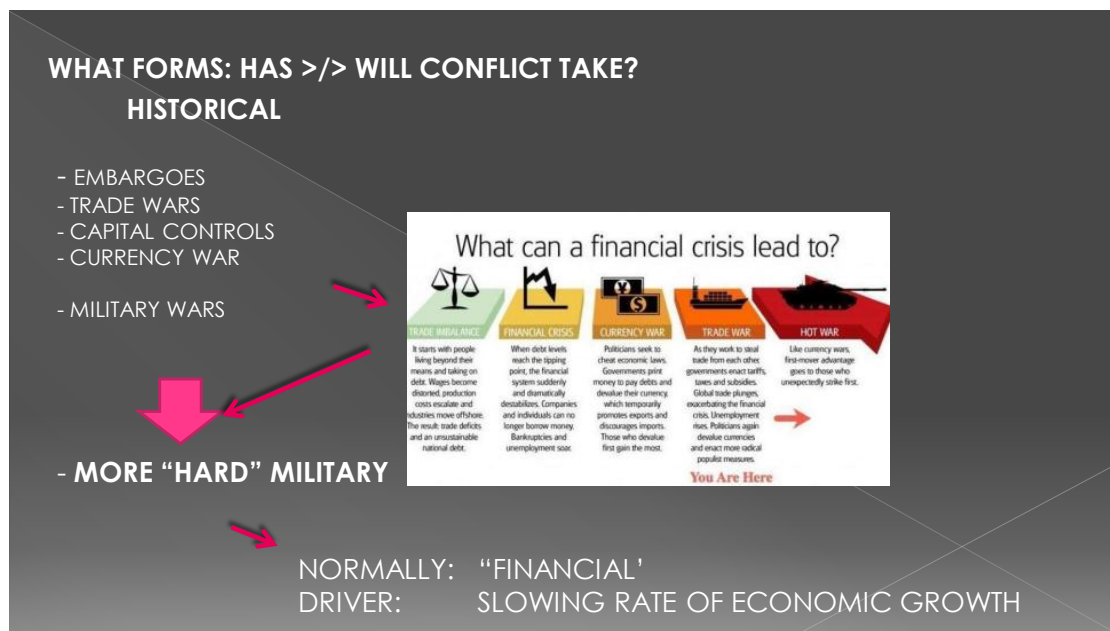 WHAT FORMS: HAS >/> WILL CONFLICT TAKE?
HISTORICAL
- EMBARGOES
- TRADE WARS
- CAPITAL CONTROLS
- CURRENCY WAR
- MILITARY WARS
What can a financial crisis lead to?
¥
$
TRADE IMBALANCE
It starts with people
living beyond their
means and taking on
debt. Wages become
distorted, production
costs escalate and
industries move offshore.
The result: trade deficits
and an unsustainable
national debt.
FINANCIAL CRISIS
When debt levels
reach the tipping
point, the financial
system suddenly
and dramatically
destabilizes. Companies
and individuals can no
longer borrow money.
Bankruptcies and
unemployment soar.
CURRENCY WAR
Politicians seek to
cheat economic laws.
Governments print
money to pay debts and
devalue their currency,
which temporarily
promotes exports and
discourages imports.
Those who devalue
first gain the most.
TRADE WAR
As they work to steal
trade from each other,
governments enact tariffs,
taxes and subsidies.
Global trade plunges,
exacerbating the financial
crisis. Unemployment
rises. Politicians again
devalue currencies
and enact more radical
populist measures.
You Are Here
HOT WAR
Like currency wars,
first-mover advantage
goes to those who
unexpectedly strike first.
- MORE “HARD” MILITARY
NORMALLY: “FINANCIAL’
DRIVER: SLOWING RATE OF ECONOMIC GROWTH